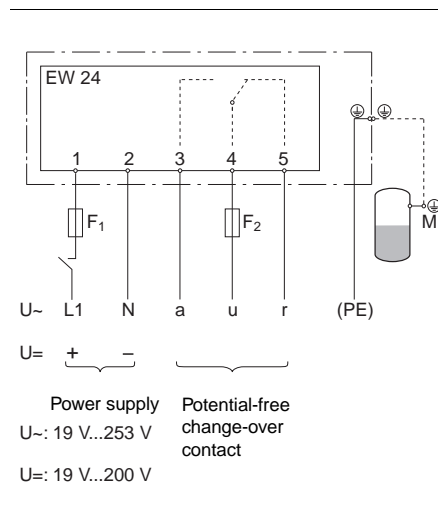 EW 24
1 2 3 4 5
F₁ F₂ M
U~ L1 N a u r (PE)
U= + –
Power supply
U~: 19 V...253 V
U=: 19 V...200 V
Potential-free
change-over
contact